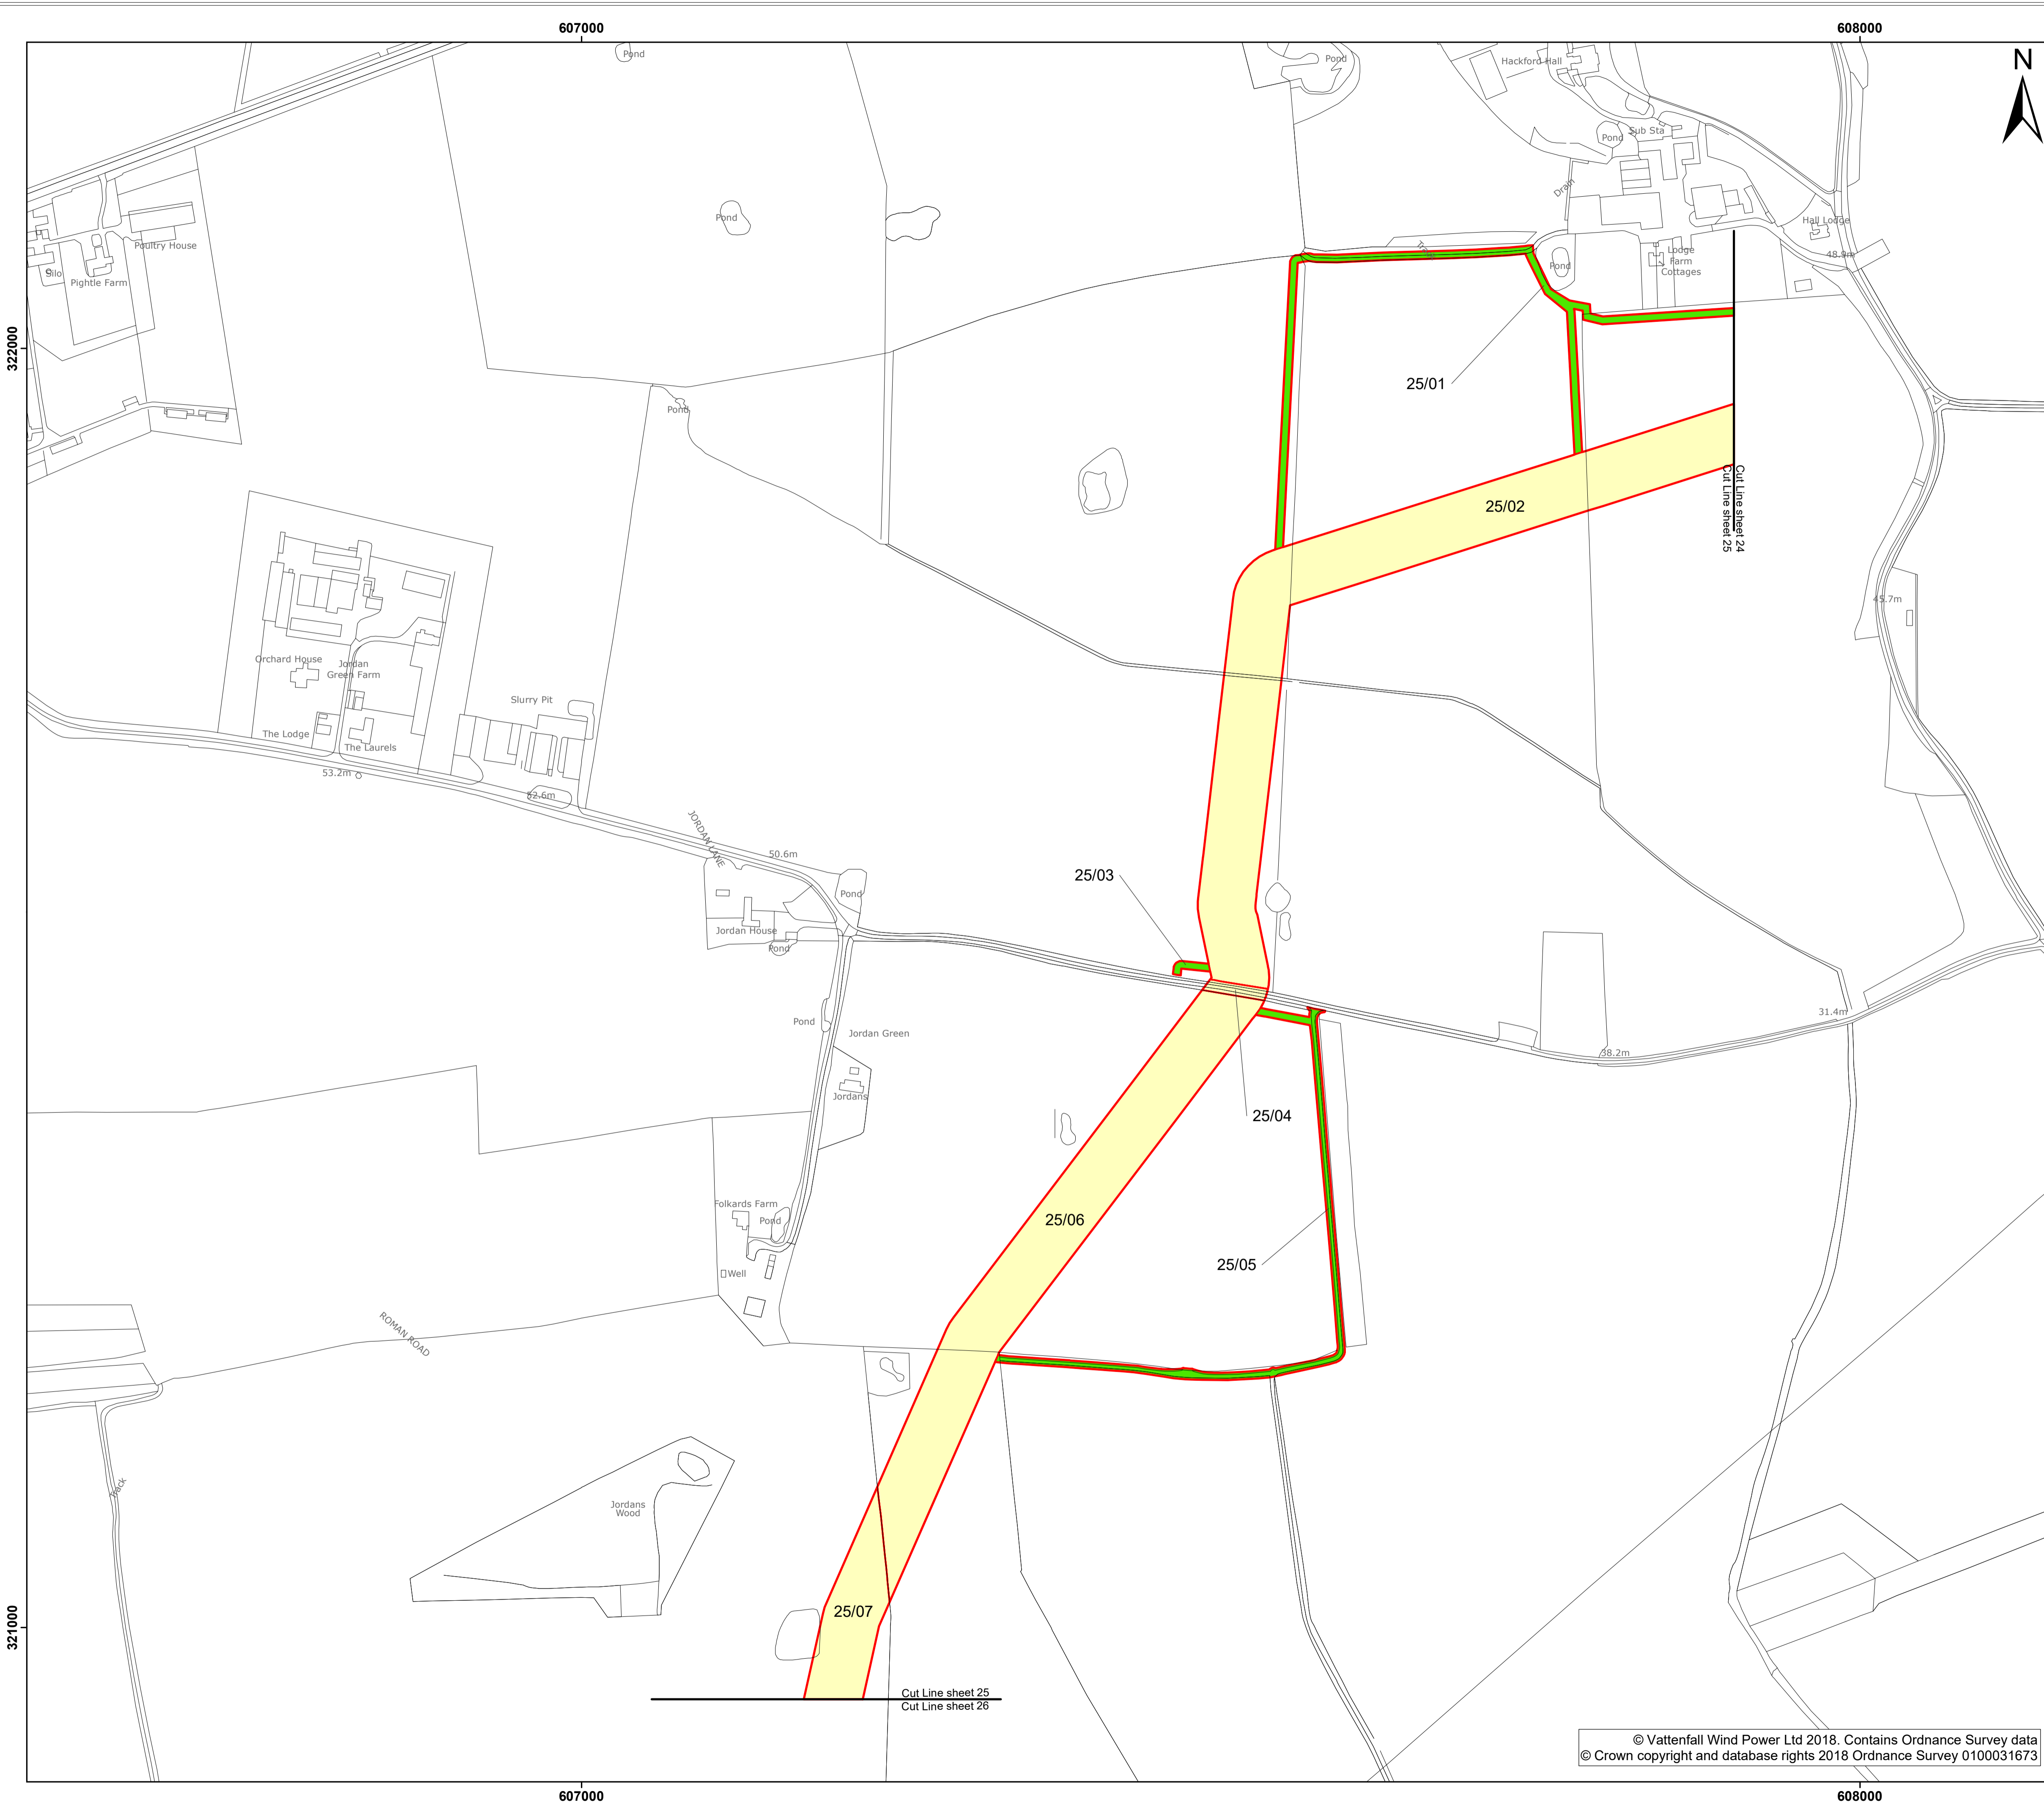 607000
608000
Pond
Pond
Hackford Hall
N
Pond
Sub Sta
Drain
Pond
Hall Lodge
Poultry House
Track
Lodge
Farm
Cottages
48.9m
Silo
Pightle Farm
Pond
322000
25/01
Pond
25/02
Cut Line sheet 24
Cut Line sheet 25
45.7m
Orchard House
Jordan
Green Farm
Slurry Pit
The Lodge
The Laurels
53.2m
52.6m
JORDAN LANE
50.6m
25/03
Pond
Jordan House
Pond
31.4m
Pond
Jordan Green
38.2m
Jordans
25/04
Folkards Farm
Pond
25/06
25/05
Well
ROMAN ROAD
Track
Jordans
Wood
25/07
321000
Cut Line sheet 25
Cut Line sheet 26
© Vattenfall Wind Power Ltd 2018. Contains Ordnance Survey data
© Crown copyright and database rights 2018 Ordnance Survey 0100031673
607000
608000